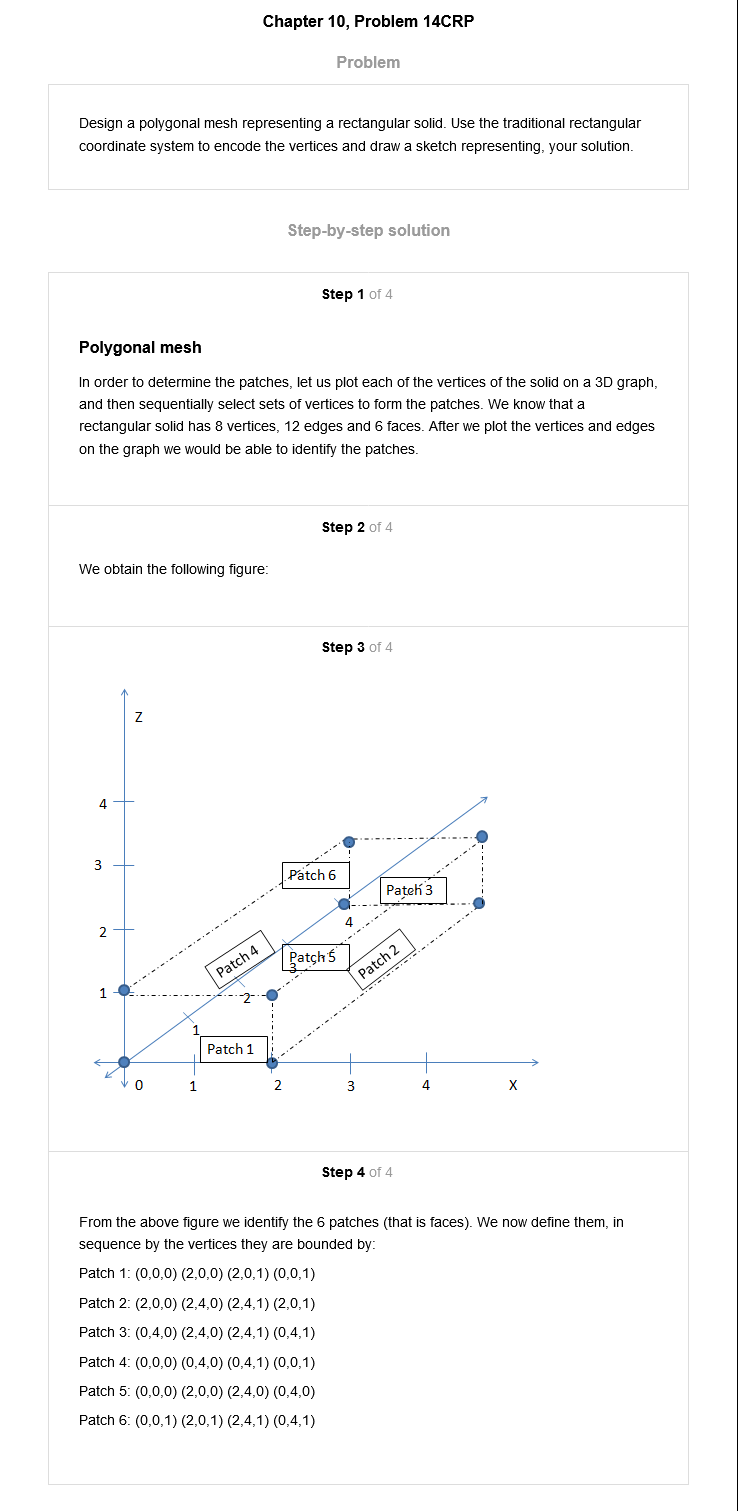 Chapter 10, Problem 14CRP
Problem
Design a polygonal mesh representing a rectangular solid. Use the traditional rectangular
coordinate system to encode the vertices and draw a sketch representing, your solution.
Step-by-step solution
Step 1 of 4
Polygonal mesh
In order to determine the patches, let us plot each of the vertices of the solid on a 3D graph,
and then sequentially select sets of vertices to form the patches. We know that a
rectangular solid has 8 vertices, 12 edges and 6 faces. After we plot the vertices and edges
on the graph we would be able to identify the patches.
Step 2 of 4
We obtain the following figure:
Step 3 of 4
Z
4
3
Patch 6
Patch 3
4
2
Patch 4
Patch 5
3
Patch 2
1
2
1
Patch 1
0
1
2
3
4
X
Step 4 of 4
From the above figure we identify the 6 patches (that is faces). We now define them, in
sequence by the vertices they are bounded by:
Patch 1: (0,0,0) (2,0,0) (2,0,1) (0,0,1)
Patch 2: (2,0,0) (2,4,0) (2,4,1) (2,0,1)
Patch 3: (0,4,0) (2,4,0) (2,4,1) (0,4,1)
Patch 4: (0,0,0) (0,4,0) (0,4,1) (0,0,1)
Patch 5: (0,0,0) (2,0,0) (2,4,0) (0,4,0)
Patch 6: (0,0,1) (2,0,1) (2,4,1) (0,4,1)